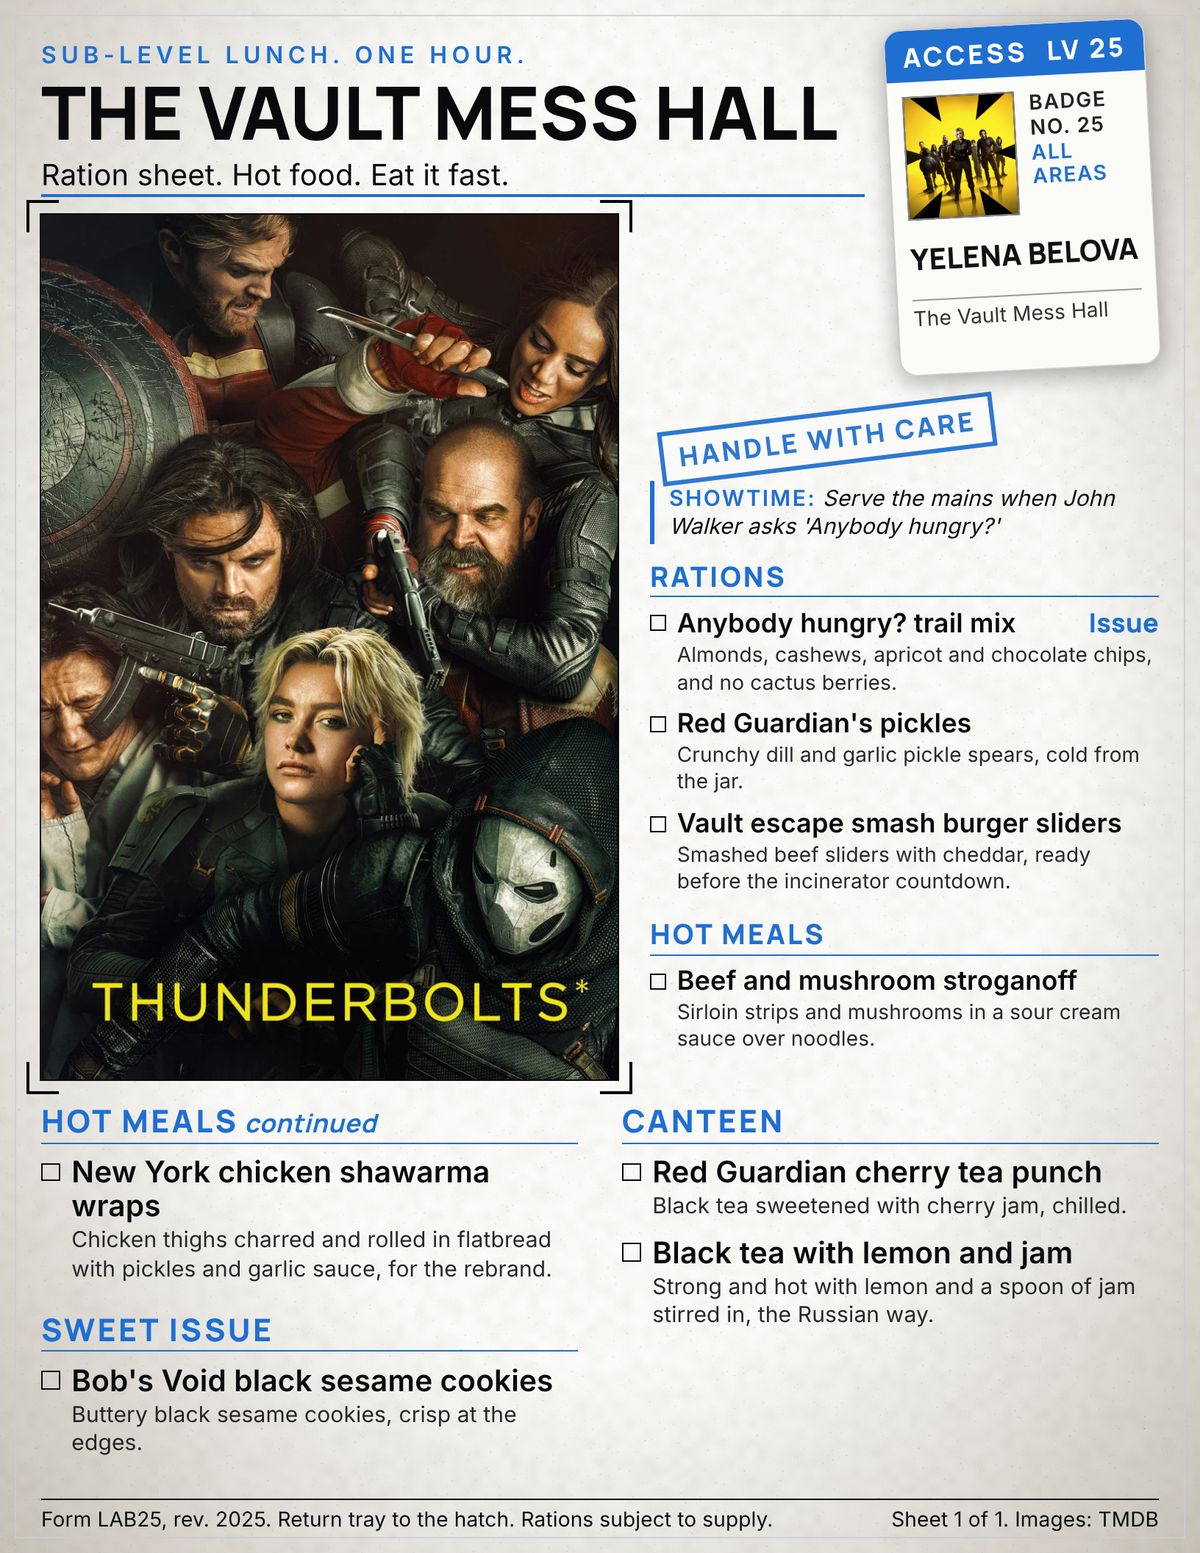 SUB-LEVEL LUNCH. ONE HOUR.
THE VAULT MESS HALL
Ration sheet. Hot food. Eat it fast.
ACCESS LV 25
BADGE
NO. 25
ALL
AREAS
YELENA BELOVA
The Vault Mess Hall
THUNDERBOLTS*
HANDLE WITH CARE
SHOWTIME: Serve the mains when John
Walker asks 'Anybody hungry?'
RATIONS
Anybody hungry? trail mix Issue
Almonds, cashews, apricot and chocolate chips,
and no cactus berries.
Red Guardian's pickles
Crunchy dill and garlic pickle spears, cold from
the jar.
Vault escape smash burger sliders
Smashed beef sliders with cheddar, ready
before the incinerator countdown.
HOT MEALS
Beef and mushroom stroganoff
Sirloin strips and mushrooms in a sour cream
sauce over noodles.
HOT MEALS continued
New York chicken shawarma
wraps
Chicken thighs charred and rolled in flatbread
with pickles and garlic sauce, for the rebrand.
SWEET ISSUE
Bob's Void black sesame cookies
Buttery black sesame cookies, crisp at the
edges.
CANTEEN
Red Guardian cherry tea punch
Black tea sweetened with cherry jam, chilled.
Black tea with lemon and jam
Strong and hot with lemon and a spoon of jam
stirred in, the Russian way.
Form LAB25, rev. 2025. Return tray to the hatch. Rations subject to supply.
Sheet 1 of 1. Images: TMDB